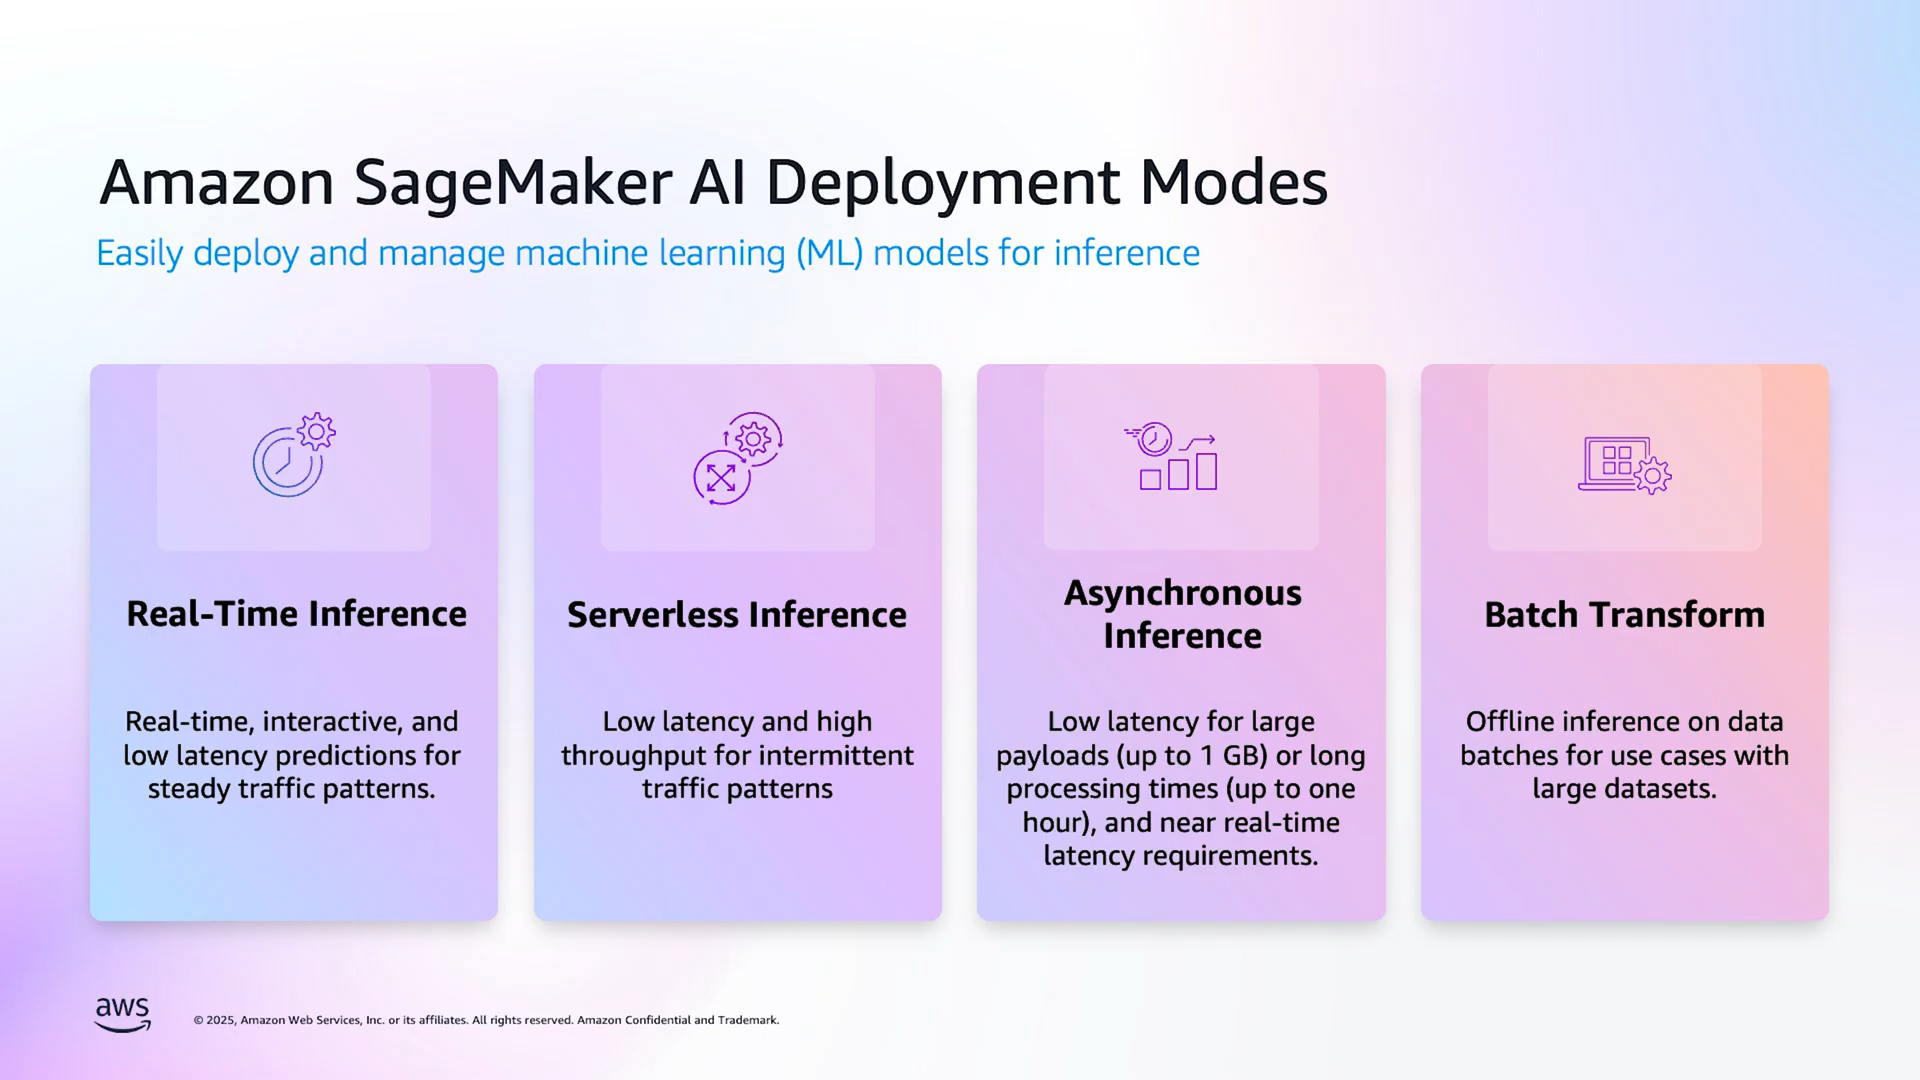 Amazon SageMaker AI Deployment Modes
Easily deploy and manage machine learning (ML) models for inference
Real-Time Inference
Real-time, interactive, and
low latency predictions for
steady traffic patterns.
Serverless Inference
Low latency and high
throughput for intermittent
traffic patterns
Asynchronous
Inference
Low latency for large
payloads (up to 1 GB) or long
processing times (up to one
hour), and near real-time
latency requirements.
Batch Transform
Offline inference on data
batches for use cases with
large datasets.
aws
© 2025, Amazon Web Services, Inc. or its affiliates. All rights reserved. Amazon Confidential and Trademark.